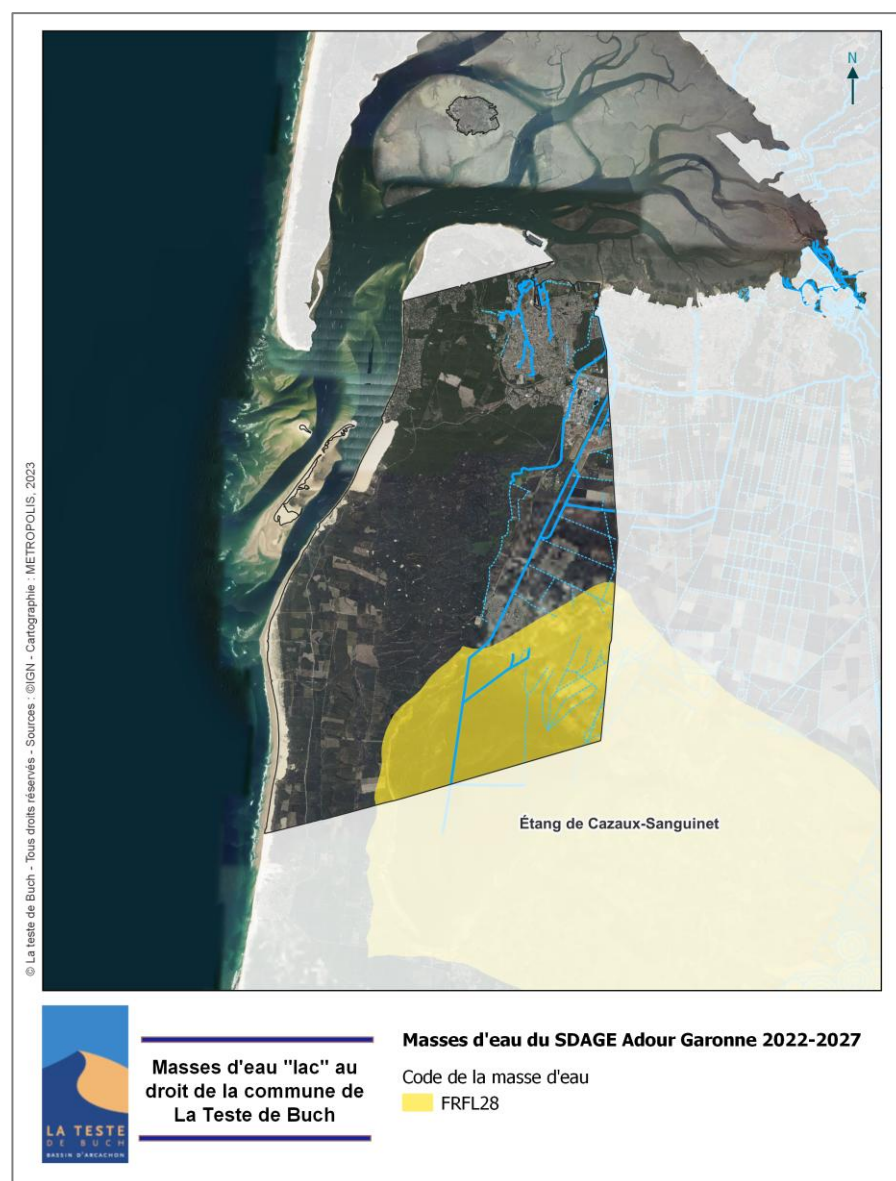 N
© La teste de Buch - Tous droits réservés - Sources : ©IGN - Cartographie : METROPOLIS, 2023
Étang de Cazaux-Sanguinet
LA TESTE
DE BUCH
BASSIN D'ARCACHON
Masses d'eau "lac" au
droit de la commune de
La Teste de Buch
Masses d'eau du SDAGE Adour Garonne 2022-2027
Code de la masse d'eau
FRFL28